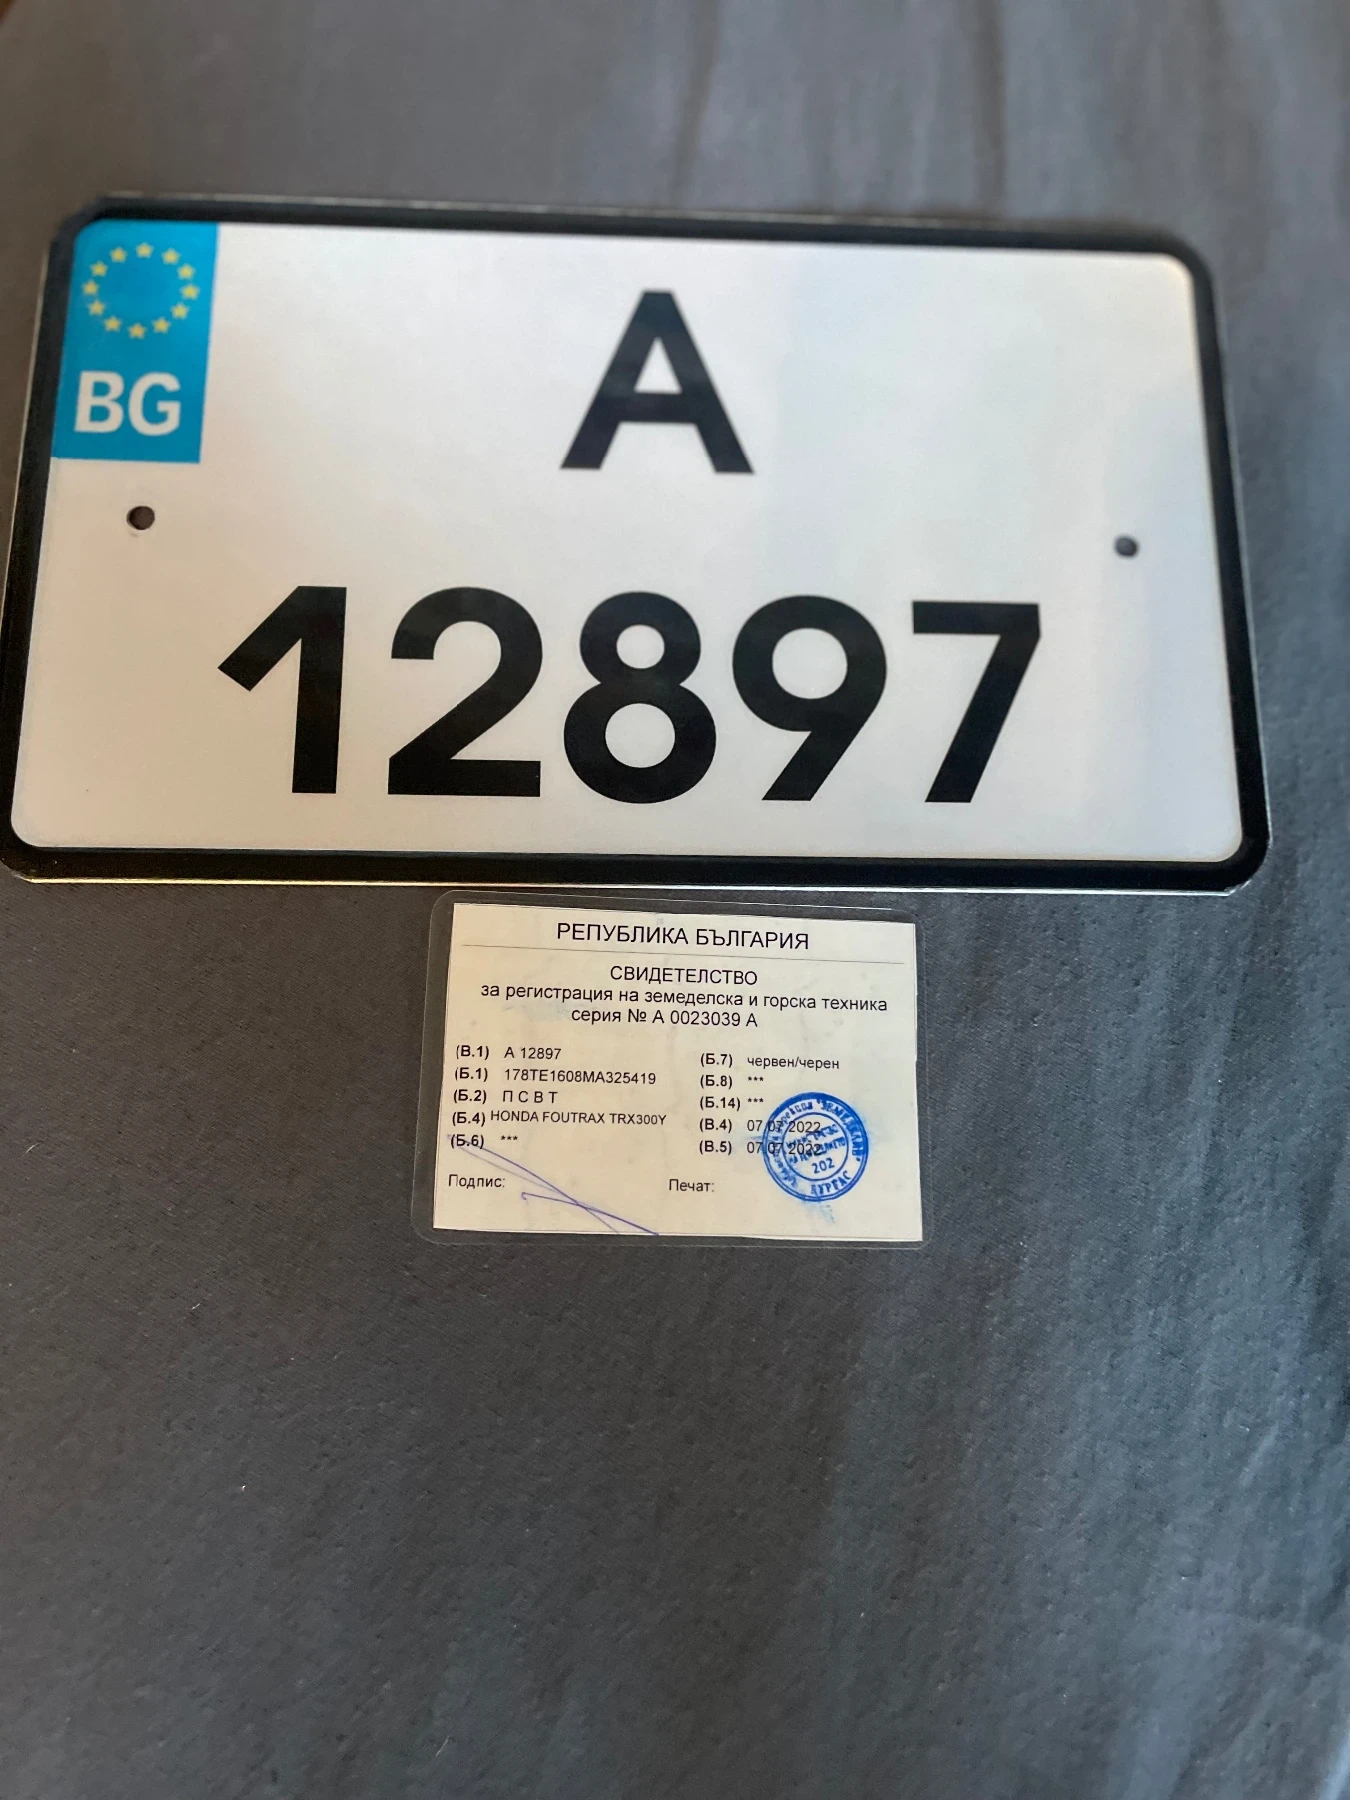 BG
A
12897
РЕПУБЛИКА БЪЛГАРИЯ
СВИДЕТЕЛСТВО
за регистрация на земеделска и горска техника
серия № А 0023039 А
(В.1) А 12897
(Б.1) 178TE1608MA325419
(Б.2) П С В Т
(Б.4) HONDA FOUTRAX TRX300Y
(Б.6) ***
Подпис:
(Б.7) червен/черен
(Б.8) ***
(Б.14) ***
(В.4) 07.07.2022
(В.5) 07.07.2022
Печат:
202
БУРГАС